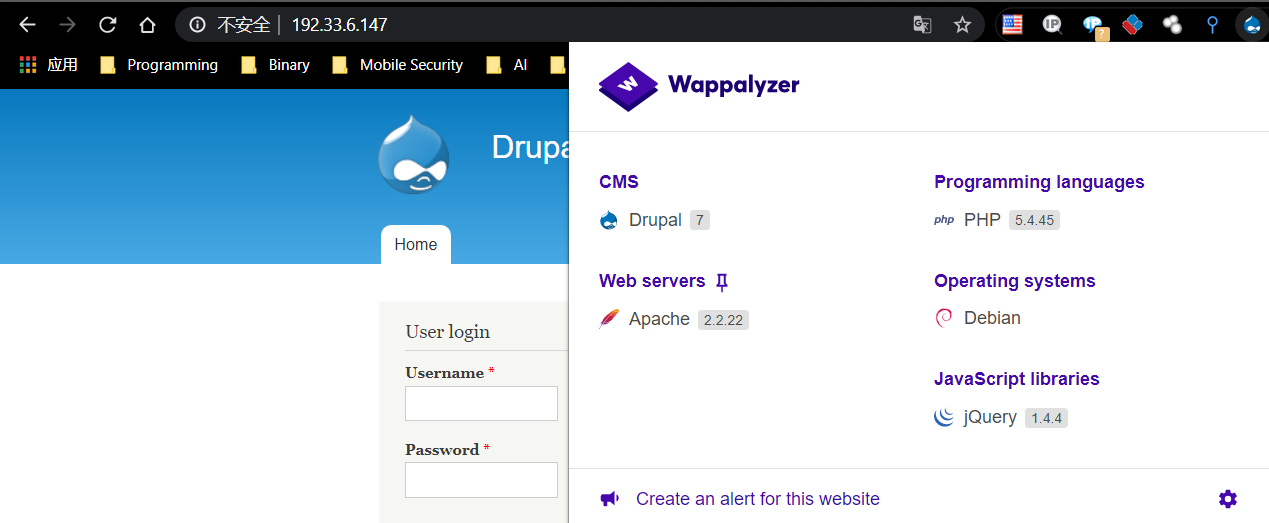 不安全 192.33.6.147
应用 Programming Binary Mobile Security AI
W Wappalyzer
Drupa
Home
User login
Username *
Password *
CMS
Drupal 7
Web servers
Apache 2.2.22
Programming languages
php PHP 5.4.45
Operating systems
Debian
JavaScript libraries
jQuery 1.4.4
Create an alert for this website
IP
?